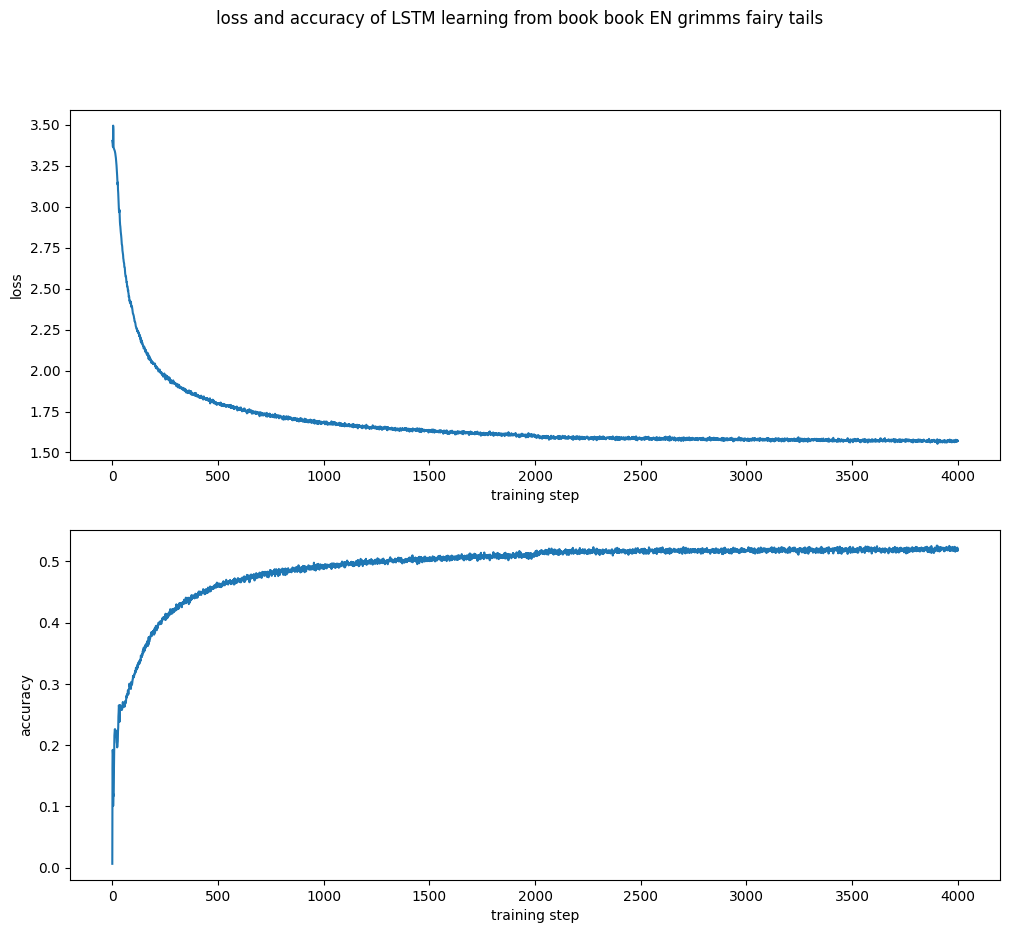 loss and accuracy of LSTM learning from book book EN grimms fairy tails
3.50
3.25
3.00
2.75
2.50
2.25
2.00
1.75
1.50
loss
0 500 1000 1500 2000 2500 3000 3500 4000
training step
0.5
0.4
0.3
0.2
0.1
0.0
accuracy
0 500 1000 1500 2000 2500 3000 3500 4000
training step